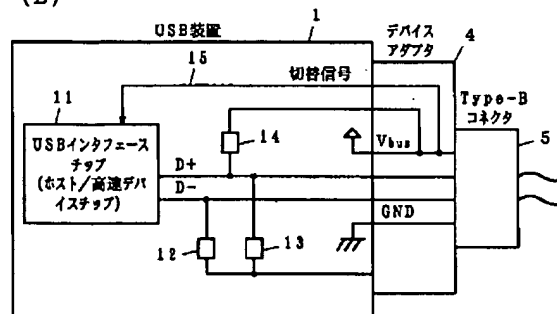 USB装置
1
デバイス
アダプタ
4
15
切替信号
Type-B
コネクタ
5
11
14
Vbus
USBインタフェース
チップ
(ホスト/高速デバ
イスチップ)
D+
D-
GND
12
13